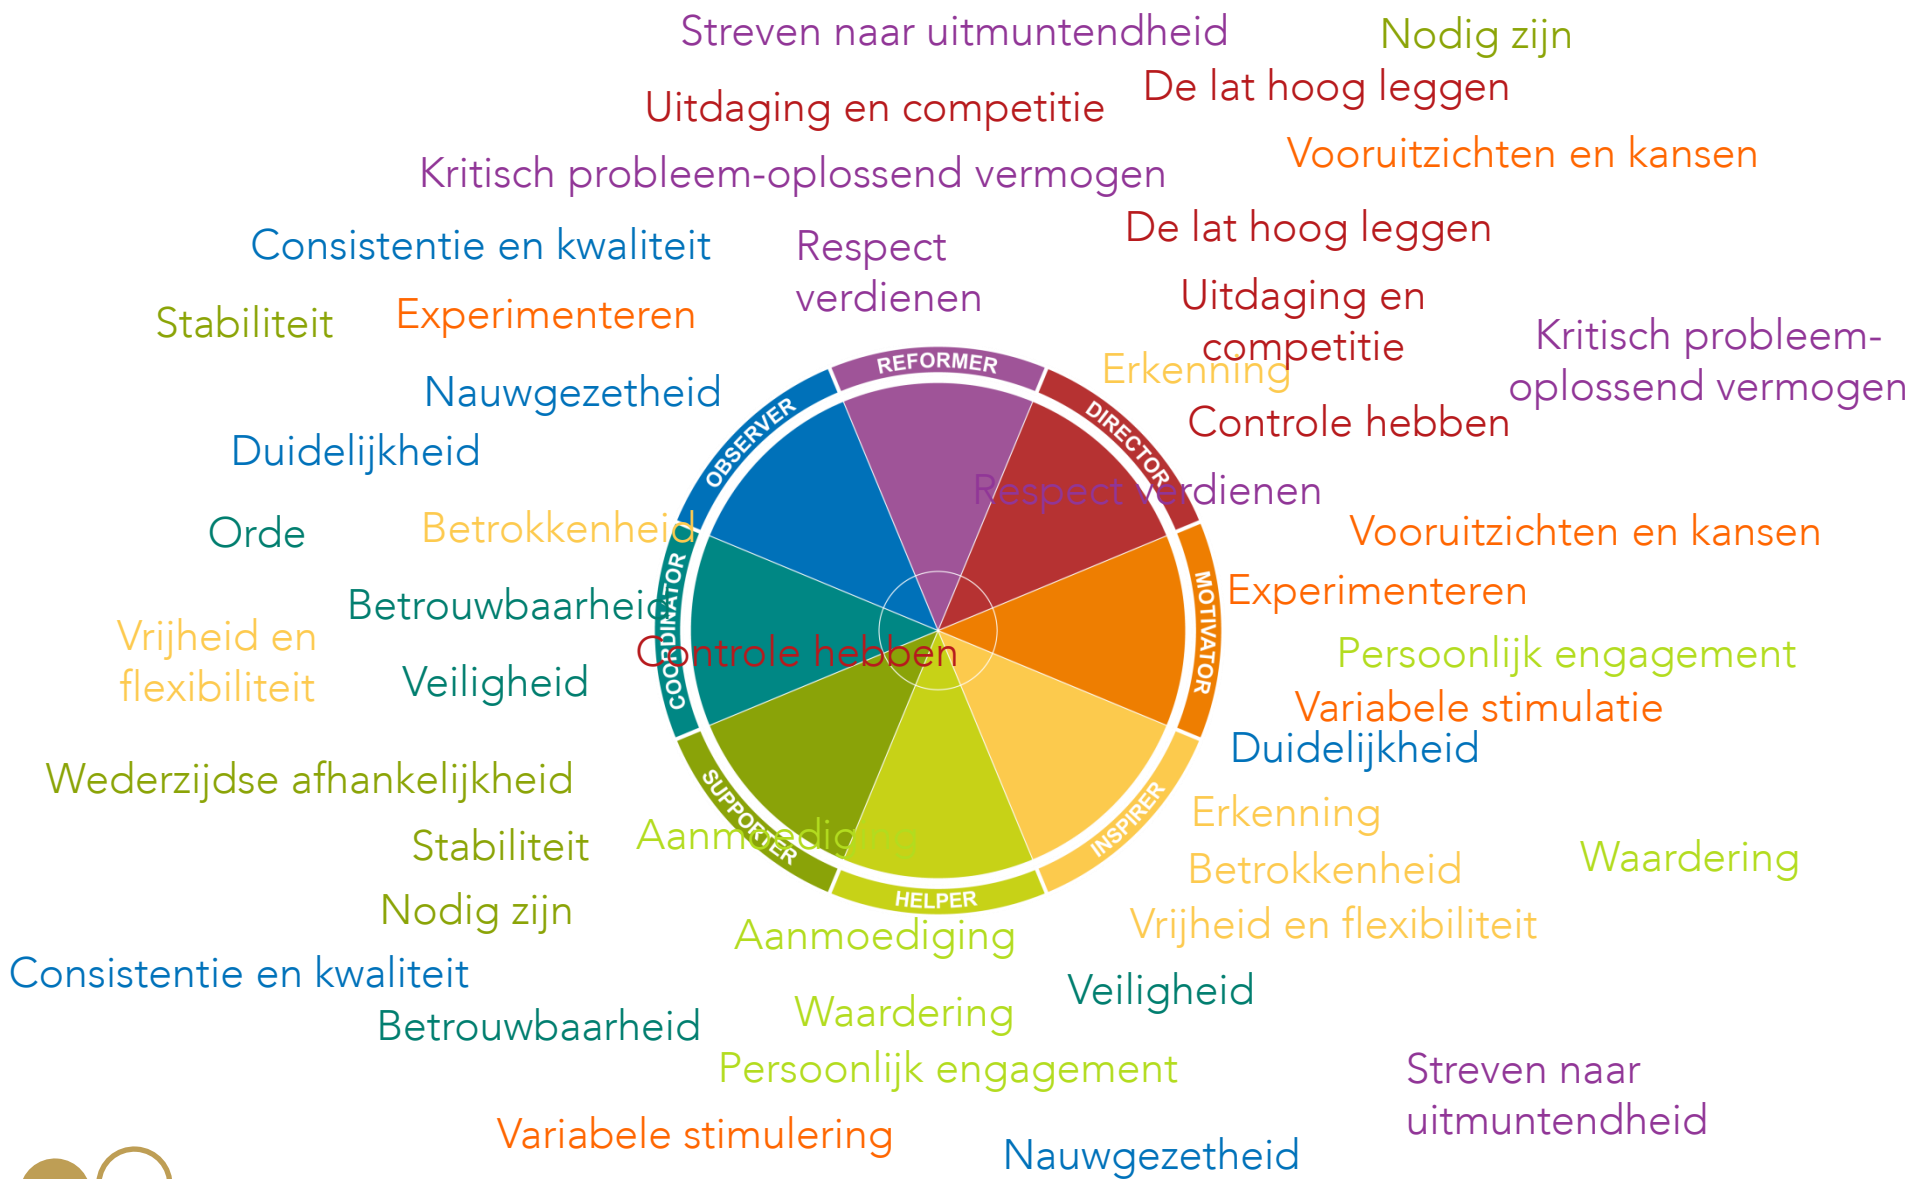 Streven naar uitmuntendheid
Nodig zijn
De lat hoog leggen
Uitdaging en competitie
Vooruitzichten en kansen
Kritisch probleem-oplossend vermogen
De lat hoog leggen
Consistentie en kwaliteit
Respect
verdienen
Uitdaging en
competitie
Stabiliteit
Experimenteren
Kritisch probleem-
oplossend vermogen
REFORMER
Erkenning
Nauwgezetheid
OBSERVER
DIRECTOR
Controle hebben
Duidelijkheid
Respect verdienen
Orde
Betrokkenheid
Vooruitzichten en kansen
Experimenteren
Betrouwbaarheid
COORDINATOR
MOTIVATOR
Vrijheid en
flexibiliteit
Controle hebben
Persoonlijk engagement
Veiligheid
Variabele stimulatie
Duidelijkheid
Wederzijdse afhankelijkheid
SUPPORTER
INSPIRER
Erkenning
Stabiliteit
Aanmoediging
Betrokkenheid
Waardering
HELPER
Nodig zijn
Vrijheid en flexibiliteit
Aanmoediging
Consistentie en kwaliteit
Veiligheid
Betrouwbaarheid
Waardering
Persoonlijk engagement
Streven naar
uitmuntendheid
Variabele stimulering
Nauwgezetheid